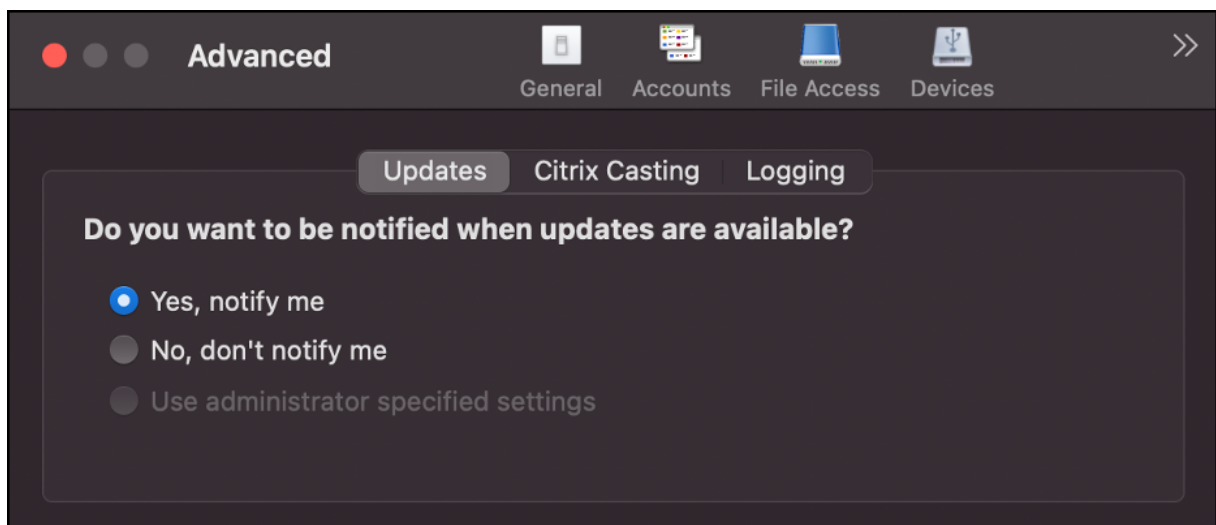 Advanced
General Accounts File Access Devices
Updates Citrix Casting Logging
Do you want to be notified when updates are available?
Yes, notify me
No, don't notify me
Use administrator specified settings